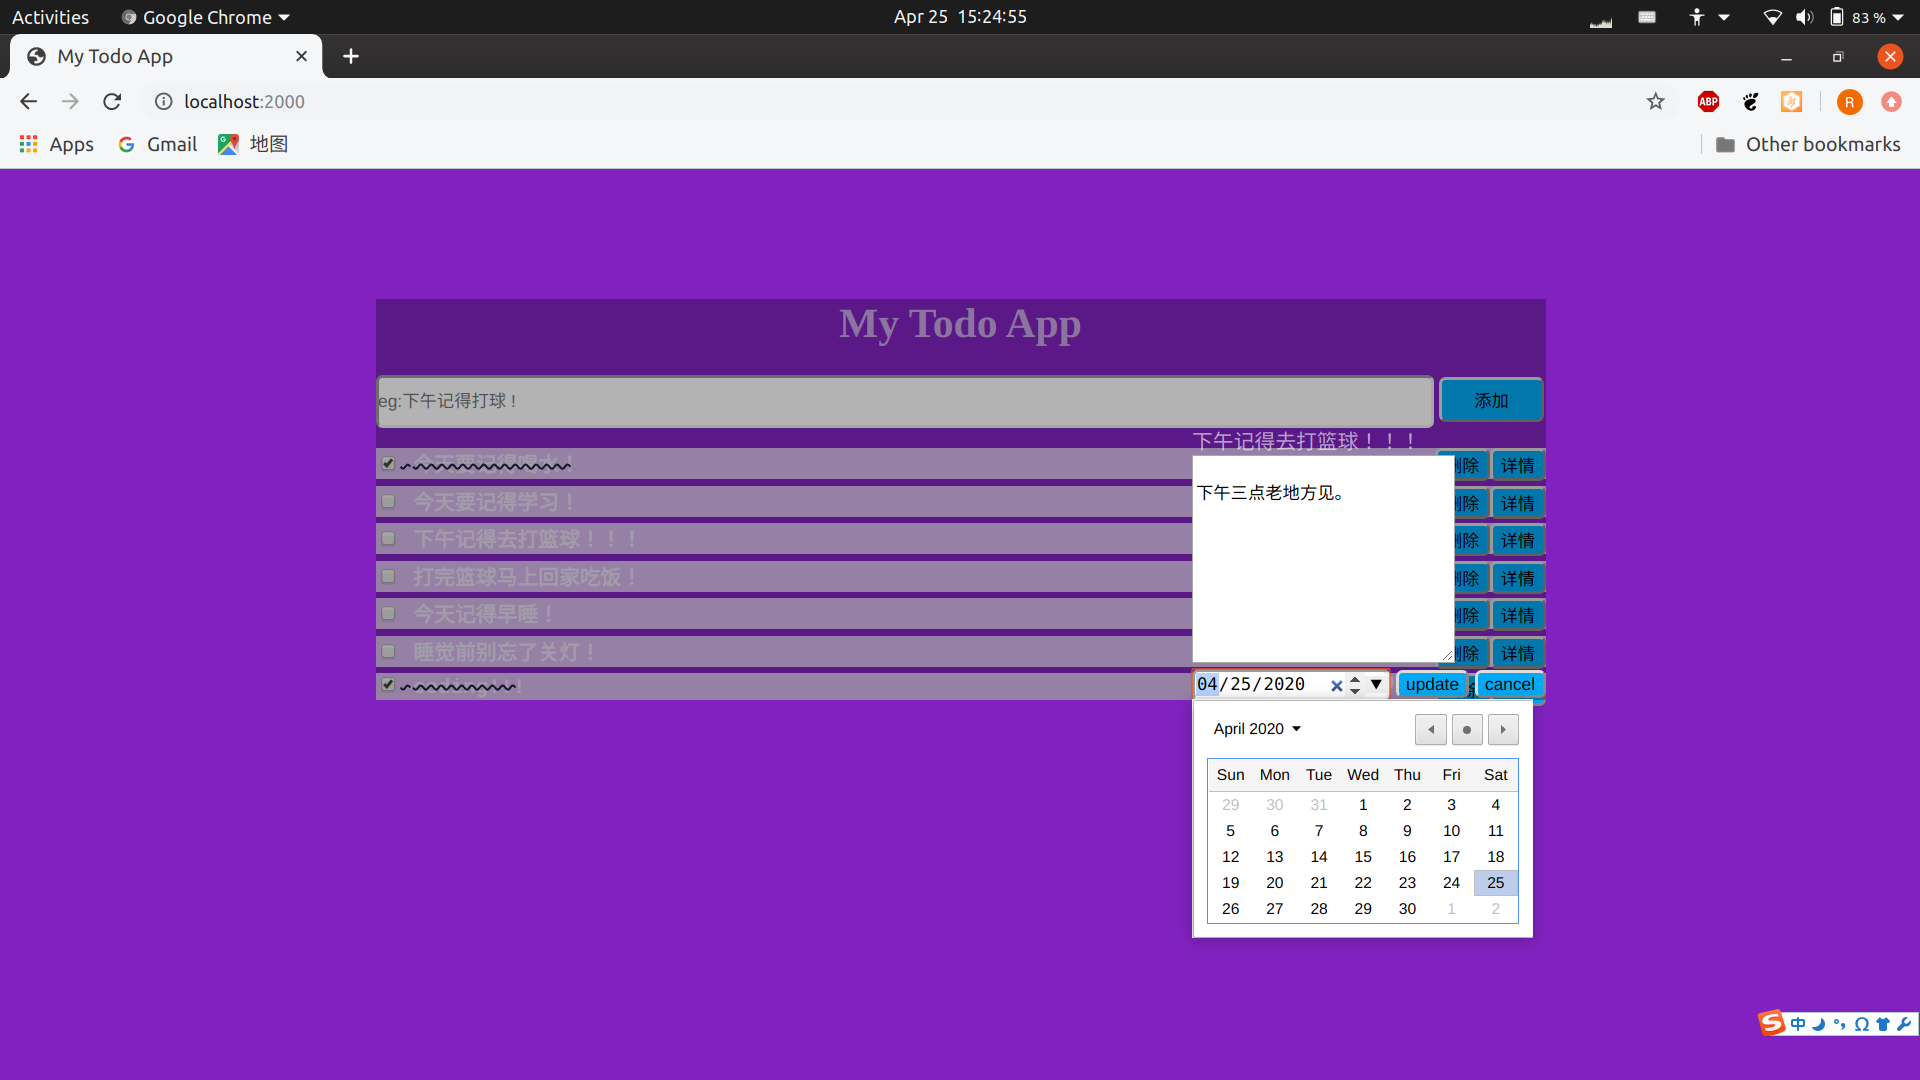 Activities
Google Chrome
Apr 25 15:24:55
83 %
My Todo App
localhost:2000
ABP
R
Apps
Gmail
地图
Other bookmarks
My Todo App
eg:下午记得打球！
添加
下午记得去打篮球！！！
下午三点老地方见。
今天要记得喝水！
删除
详情
今天要记得学习！
删除
详情
下午记得去打篮球！！！
删除
详情
打完篮球马上回家吃饭！
删除
详情
今天记得早睡！
删除
详情
睡觉前别忘了关灯！
删除
详情
04/25/2020
update
cancel
April 2020
Sun Mon Tue Wed Thu Fri Sat
29 30 31 1 2 3 4
5 6 7 8 9 10 11
12 13 14 15 16 17 18
19 20 21 22 23 24 25
26 27 28 29 30 1 2
中